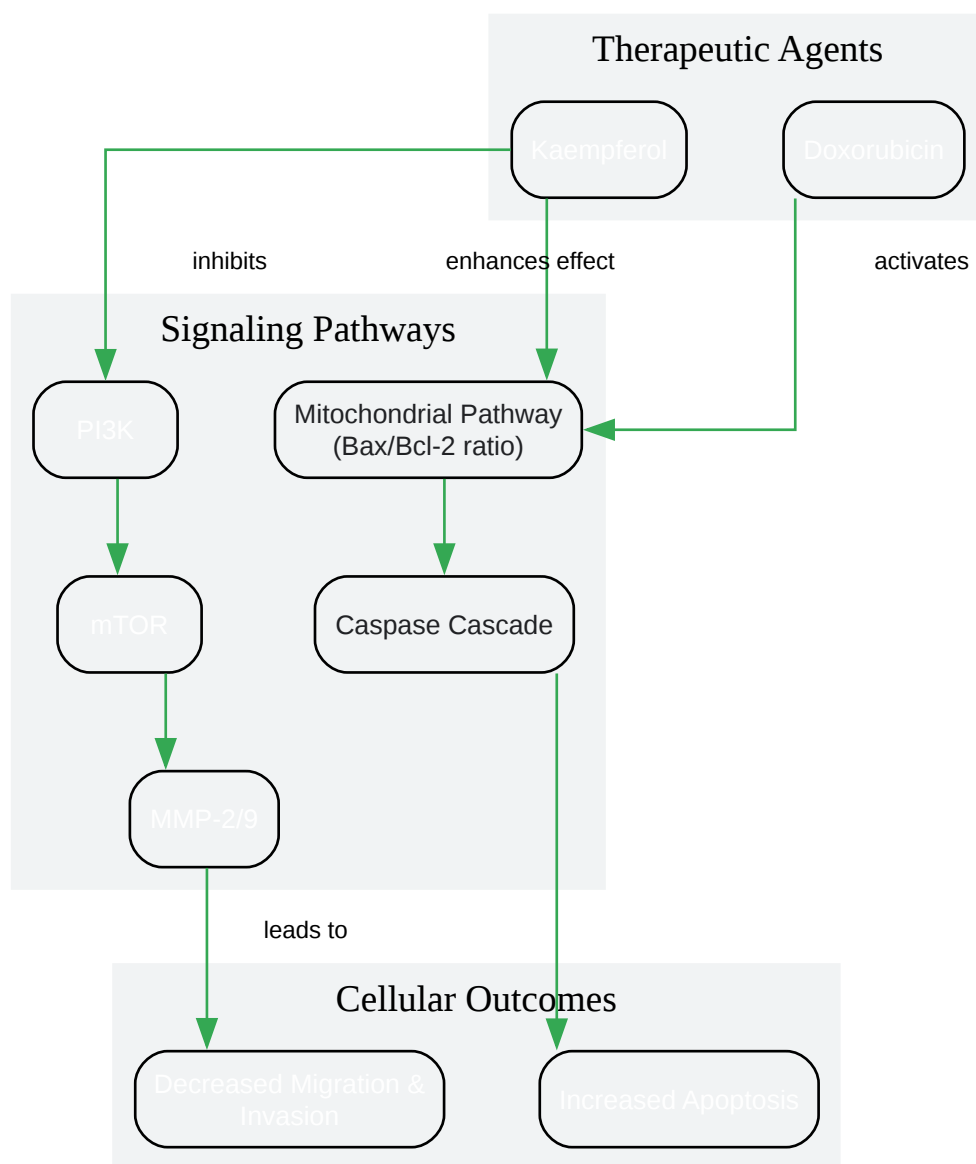 Therapeutic Agents
Kaempferol
Doxorubicin
inhibits
enhances effect
activates
Signaling Pathways
PI3K
Mitochondrial Pathway
(Bax/Bcl-2 ratio)
mTOR
Caspase Cascade
MMP-2/9
leads to
Cellular Outcomes
Decreased Migration &
Invasion
Increased Apoptosis